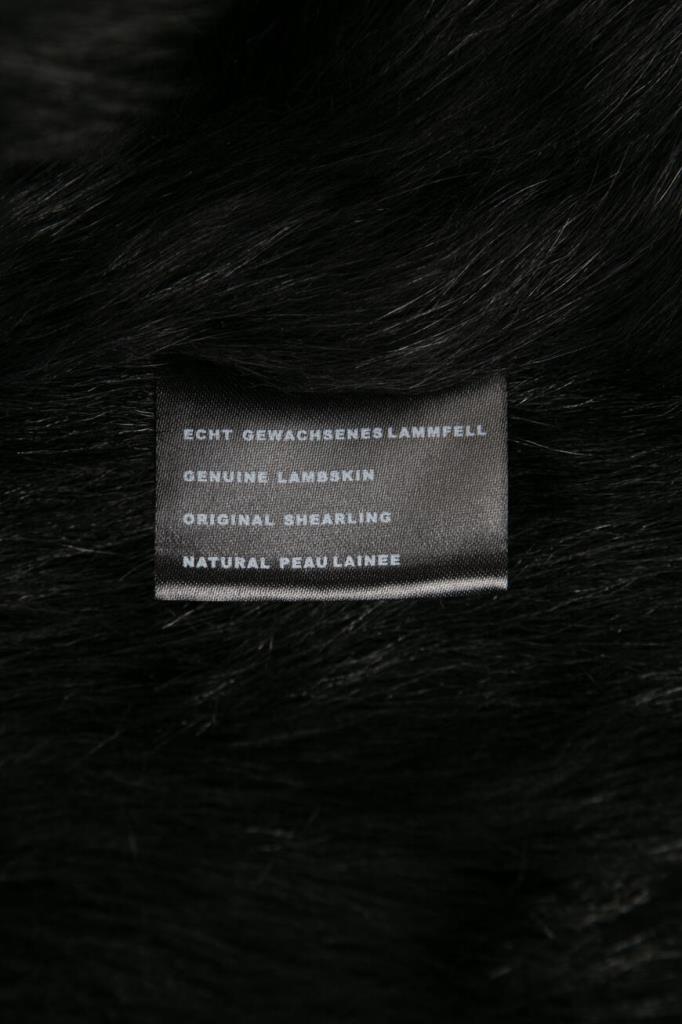 ECHT GEWACHSENES LAMMFELL
GENUINE LAMBSKIN
ORIGINAL SHEARLING
NATURAL PEAU LAINEE